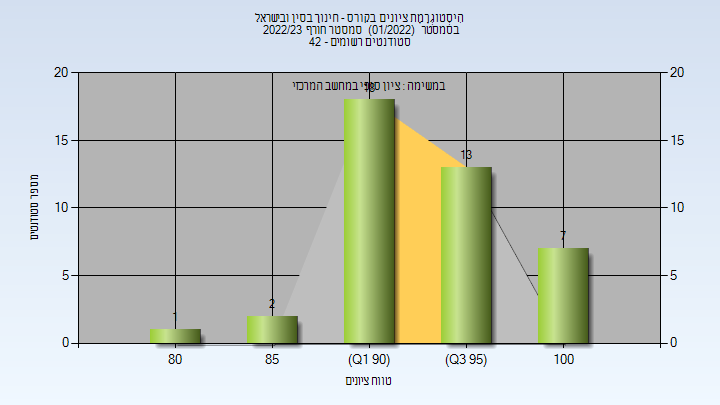 היסטוגרמת ציונים בקורס - חינוך בסין ובישראל
בסמסטר (01/2022) סמסטר חורף 2022/23
סטודנטים רשומים - 42
במשימה : ציון סופי במחשב המרכזי
20 20
15 15
10 10
5 5
0 0
מספר סטודנטים
1
2
18
13
7
80 85 (Q1 90) (Q3 95) 100
טווח ציונים